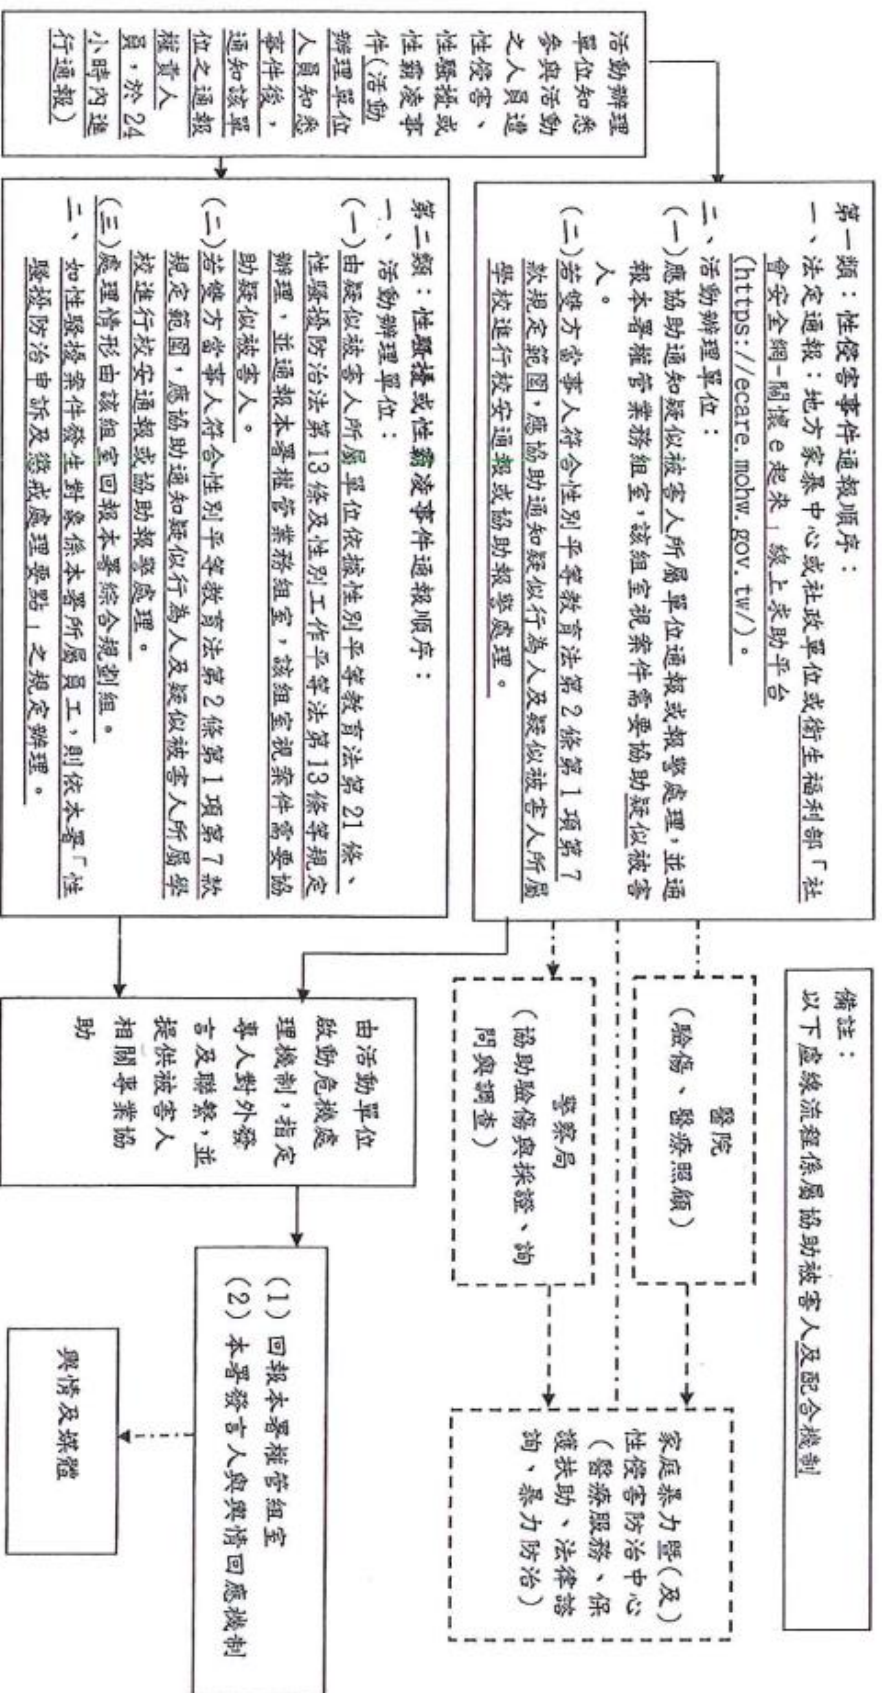 活動辦理
單位知悉
參與活動
之人員遭
性侵害、
性騷擾或
性霸凌事
件(活動
辦理單位
人員知悉
事件後,
通知該單
位之通報
權責人
員,於 24
小時內進
行通報)
第一類:性侵害事件通報順序:
一、法定通報:地方家暴中心或社政單位或衛生福利部「社
會安全網-關懷 e 起來」線上求助平台
(https://ecare.mohw.gov.tw/)。
二、活動辦理單位:
(一)應協助通知疑似被害人所屬單位通報或報警處理,並通
報本署權管業務組室,該組室視案件需要協助疑似被害
人。
(二)若雙方當事人符合性別平等教育法第 2 條第 1 項第 7
款規定範圍,應協助通知疑似行為人及疑似被害人所屬
學校進行校安通報或協助報警處理。
第二類:性騷擾或性霸凌事件通報順序:
一、活動辦理單位:
(一)由疑似被害人所屬單位依據性別平等教育法第 21 條、
性騷擾防治法第 13 條及性別工作平等法第 13 條等規定
辦理,並通報本署權管業務組室,該組室視案件需要協
助疑似被害人。
(二)若雙方當事人符合性別平等教育法第 2 條第 1 項第 7 款
規定範圍,應協助通知疑似行為人及疑似被害人所屬學
校進行校安通報或協助報警處理。
(三)處理情形由該組室回報本署綜合規劃組。
二、如性騷擾案件發生對象係本署所屬員工,則依本署「性
騷擾防治申訴及懲戒處理要點」之規定辦理。
備註:
以下虛線流程係屬協助被害人及配合機制
醫院
(驗傷、醫療照顧)
警察局
(協助驗傷與採證、詢
問與調查)
家庭暴力暨(及)
性侵害防治中心
(醫療服務、保
護扶助、法律諮
詢、暴力防治)
由活動單位
啟動危機處
理機制,指定
專人對外發
言及聯繫,並
提供被害人
相關專業協
助
(1) 回報本署權管組室
(2) 本署發言人與輿情回應機制
輿情及媒體